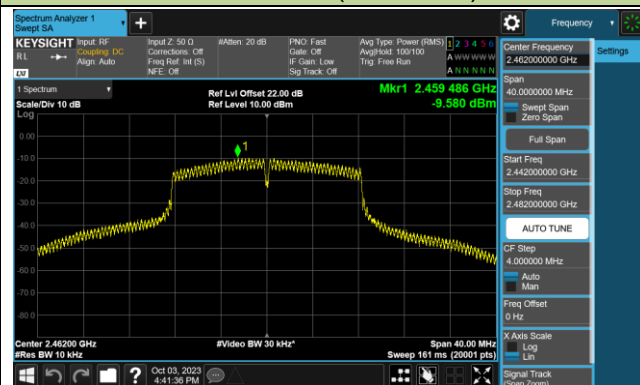 Spectrum Analyzer 1
Swept SA
Frequency
KEYSIGHT
RL
LXI
Input: RF
Coupling: DC
Align: Auto
Input Z: 50 Ω
Corrections: Off
Freq Ref: Int (S)
NFE: Off
#Atten: 20 dB
PNO: Fast
Gate: Off
IF Gain: Low
Sig Track: Off
Avg Type: Power (RMS)
Avg|Hold: 100/100
Trig: Free Run
1 2 3 4 5 6
A W W W W W
A N N N N N
1 Spectrum
Scale/Div 10 dB
Log
Ref Lvl Offset 22.00 dB
Ref Level 10.00 dBm
Mkr1 2.459 486 GHz
-9.580 dBm
1
0.00
-10.0
-20.0
-30.0
-40.0
-50.0
-60.0
-70.0
-80.0
Center 2.46200 GHz
#Res BW 10 kHz
#Video BW 30 kHz*
Span 40.00 MHz
Sweep 161 ms (20001 pts)
Center Frequency
2.462000000 GHz
Settings
Span
40.0000000 MHz
Swept Span
Zero Span
Full Span
Start Freq
2.442000000 GHz
Stop Freq
2.482000000 GHz
AUTO TUNE
CF Step
4.000000 MHz
Auto
Man
Freq Offset
0 Hz
X Axis Scale
Log
Lin
Signal Track
(Span Zoom)
Oct 03, 2023
4:41:36 PM